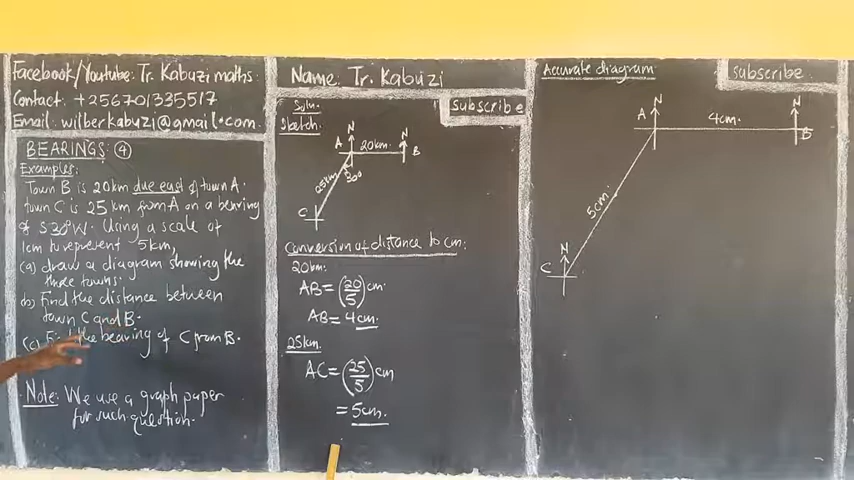 Facebook/Youtube: Tr. Kabuzi maths.
Contact: +256701335517
Email: wilberkabuzi@gmail.com.
BEARINGS: 4
Examples:
Town B is 20km due east of town A.
town C is 25km from A on a bearing
of S30°W. Using a scale of
1cm to represent 5km,
(a) draw a diagram showing the
three towns.
(b) Find the distance between
town C and B.
(c) the bearing of C from B.
Note: We use a graph paper
for such question.
Name: Tr. Kabuzi
subscribe
Soln.
Sketch.
N
N
A 20km B
25km 30°
C
Conversion of distance to cm:
20km:
AB = (20/5) cm
AB = 4cm.
25km
AC = (25/5) cm
= 5cm.
Accurate diagram
subscribe
N
N
A 4cm. B
5cm.
N
C